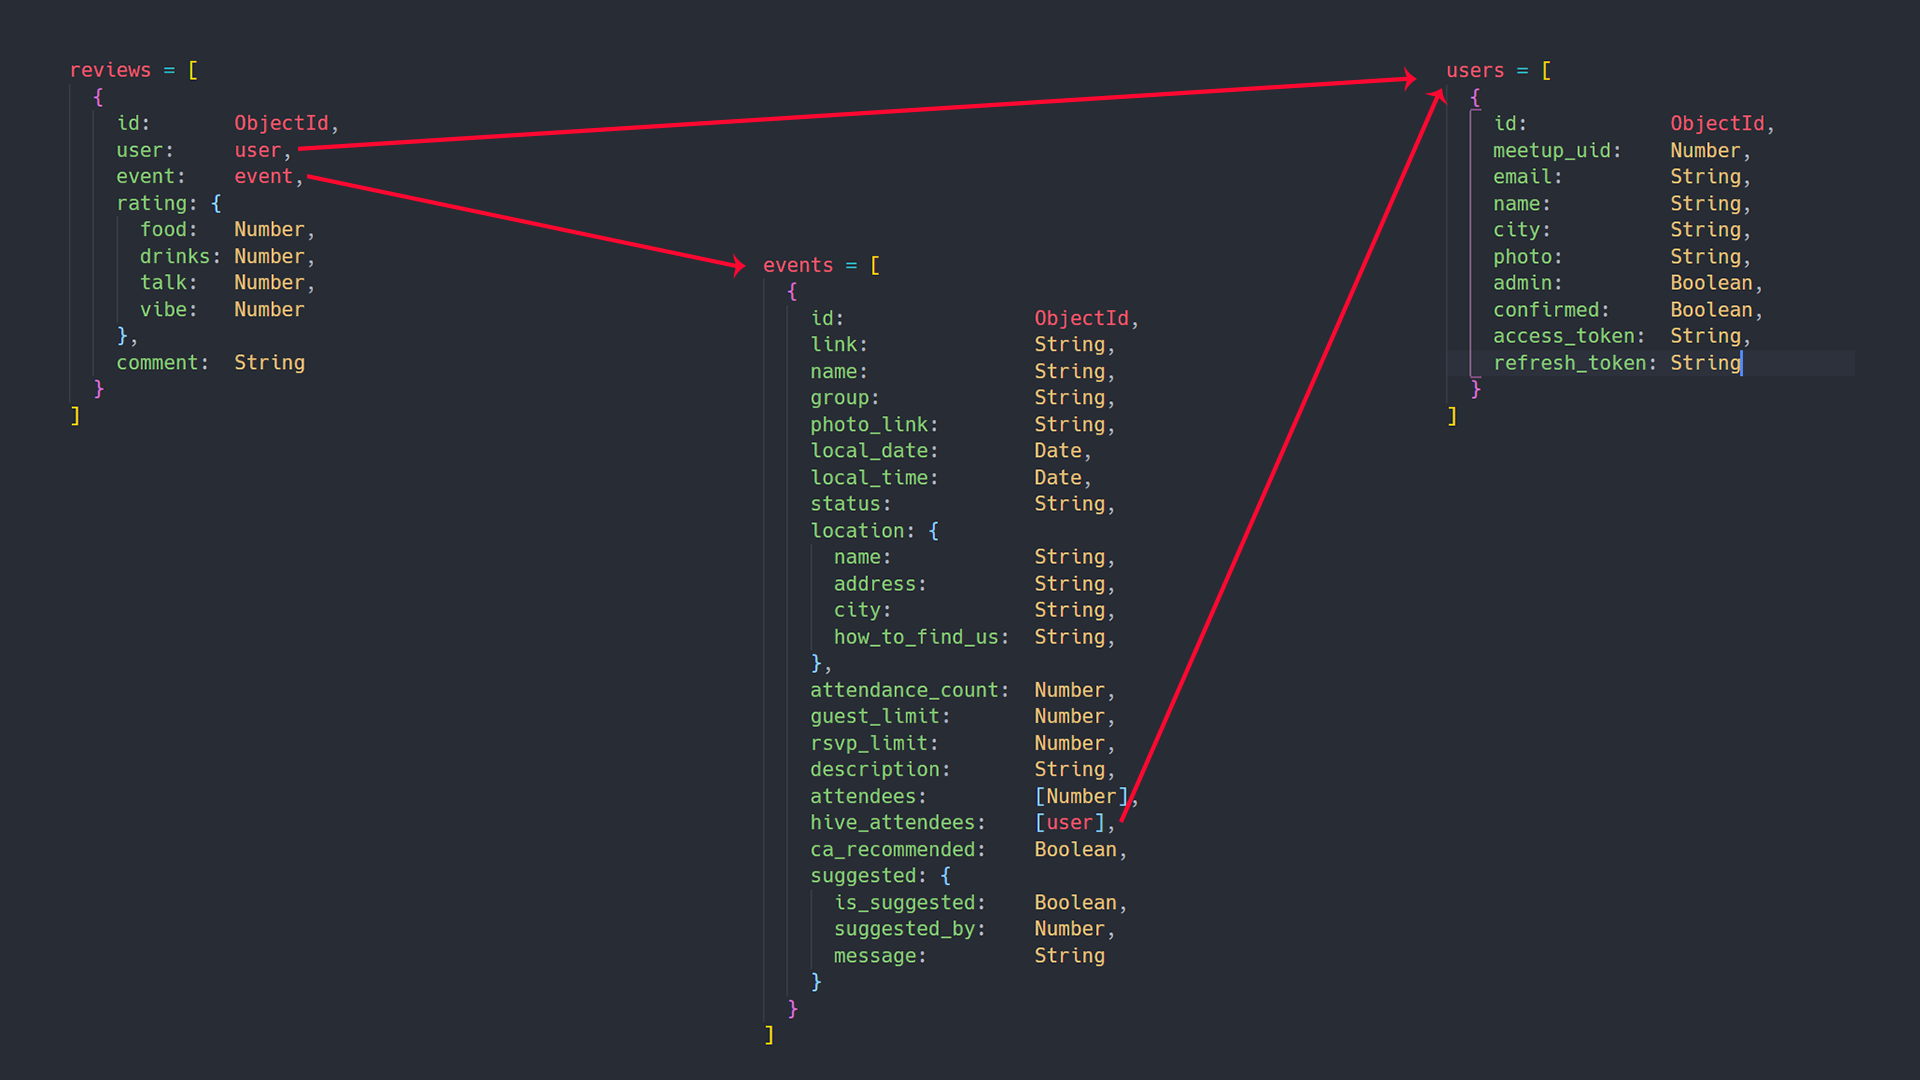 reviews = [
{
id: ObjectId,
user: user,
event: event,
rating: {
food: Number,
drinks: Number,
talk: Number,
vibe: Number
},
comment: String
}
]
events = [
{
id: ObjectId,
link: String,
name: String,
group: String,
photo_link: String,
local_date: Date,
local_time: Date,
status: String,
location: {
name: String,
address: String,
city: String,
how_to_find_us: String,
},
attendance_count: Number,
guest_limit: Number,
rsvp_limit: Number,
description: String,
attendees: [Number],
hive_attendees: [user],
ca_recommended: Boolean,
suggested: {
is_suggested: Boolean,
suggested_by: Number,
message: String
}
}
]
users = [
{
id: ObjectId,
meetup_uid: Number,
email: String,
name: String,
city: String,
photo: String,
admin: Boolean,
confirmed: Boolean,
access_token: String,
refresh_token: String
}
]